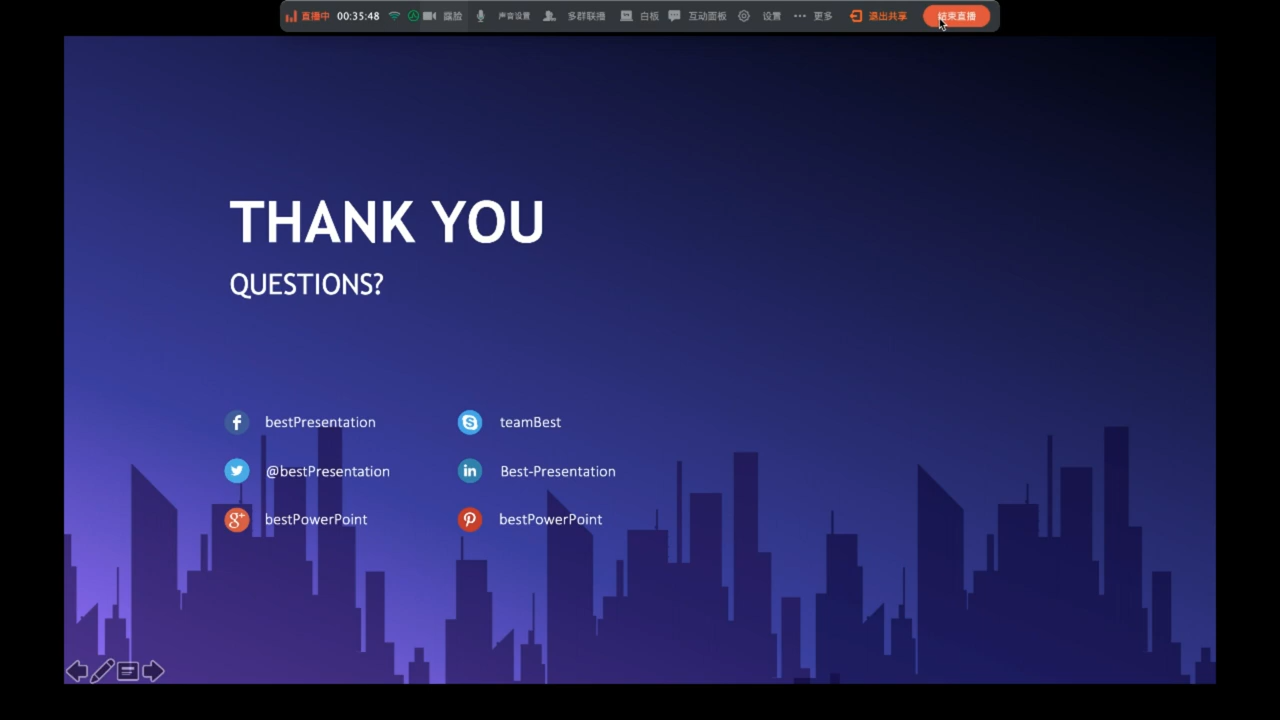 直播中 00:35:48 露脸 声音设置 多群联播 白板 互动面板 设置 更多 退出共享 结束直播
THANK YOU
QUESTIONS?
bestPresentation teamBest
@bestPresentation Best-Presentation
bestPowerPoint bestPowerPoint